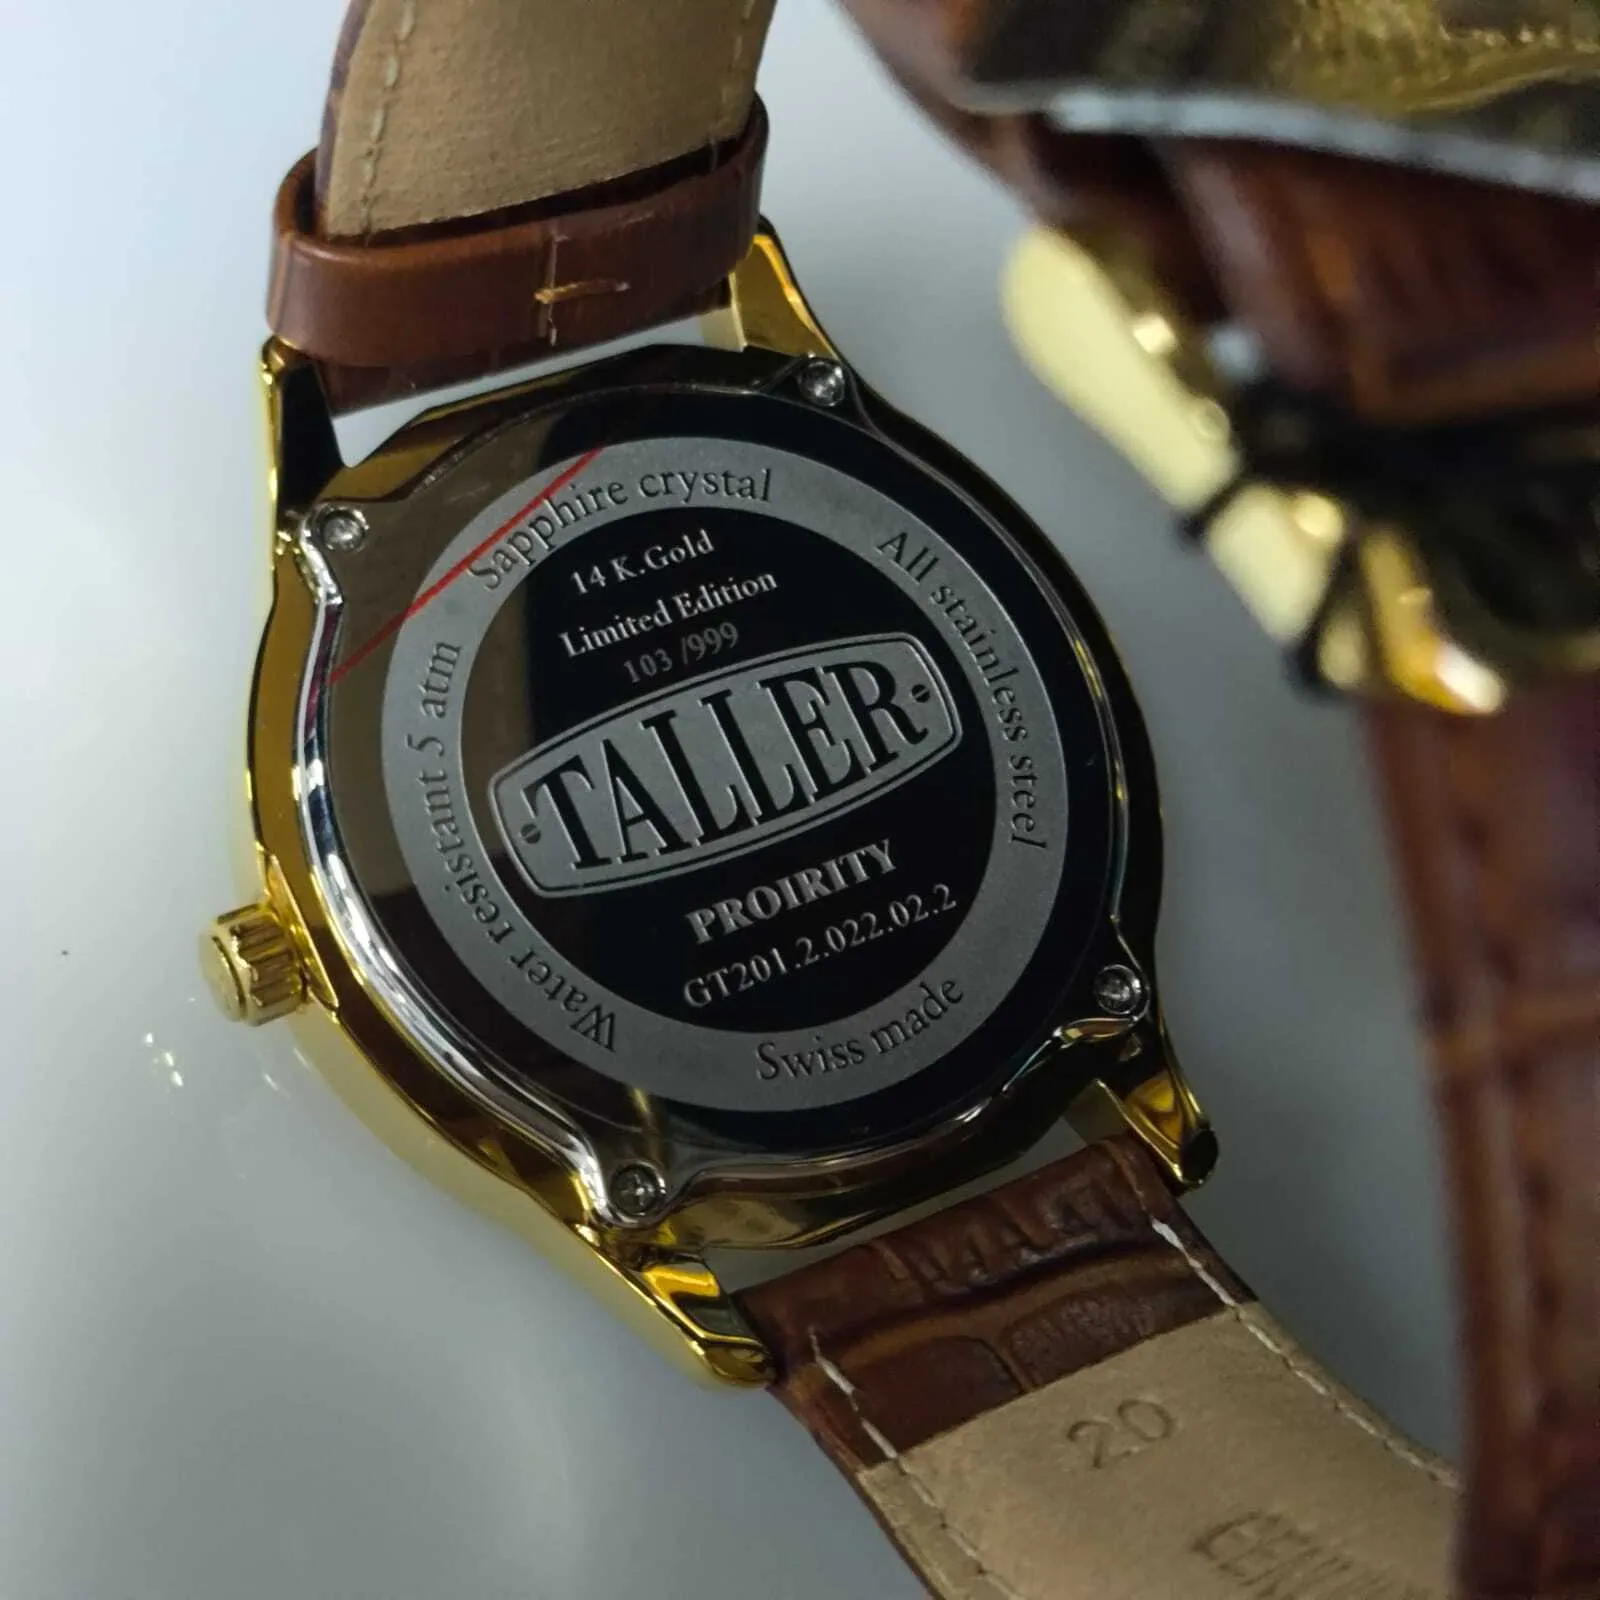 Sapphire crystal
All stainless steel
Swiss made
Water resistant 5 atm
14 K.Gold
Limited Edition
103 /999
TALLER
PROIRITY
GT201.2.022.02.2
20